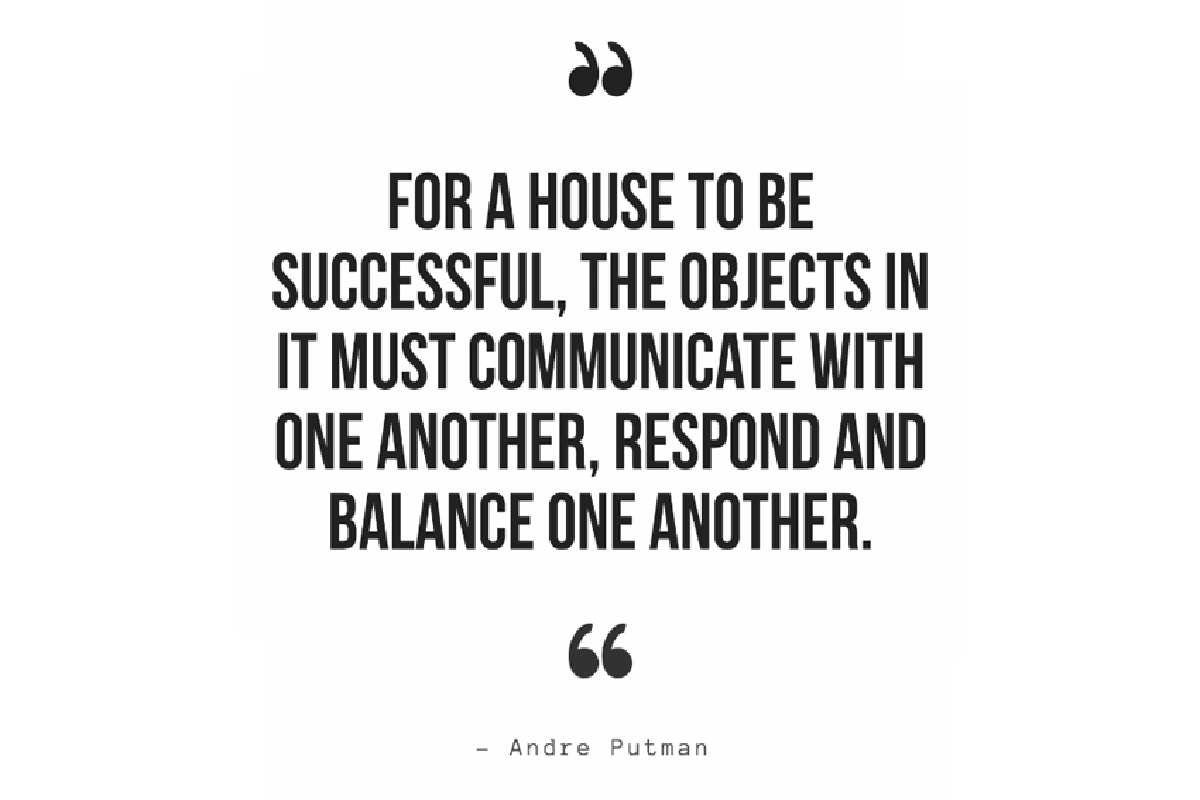 ”
FOR A HOUSE TO BE
SUCCESSFUL, THE OBJECTS IN
IT MUST COMMUNICATE WITH
ONE ANOTHER, RESPOND AND
BALANCE ONE ANOTHER.
“
– Andre Putman